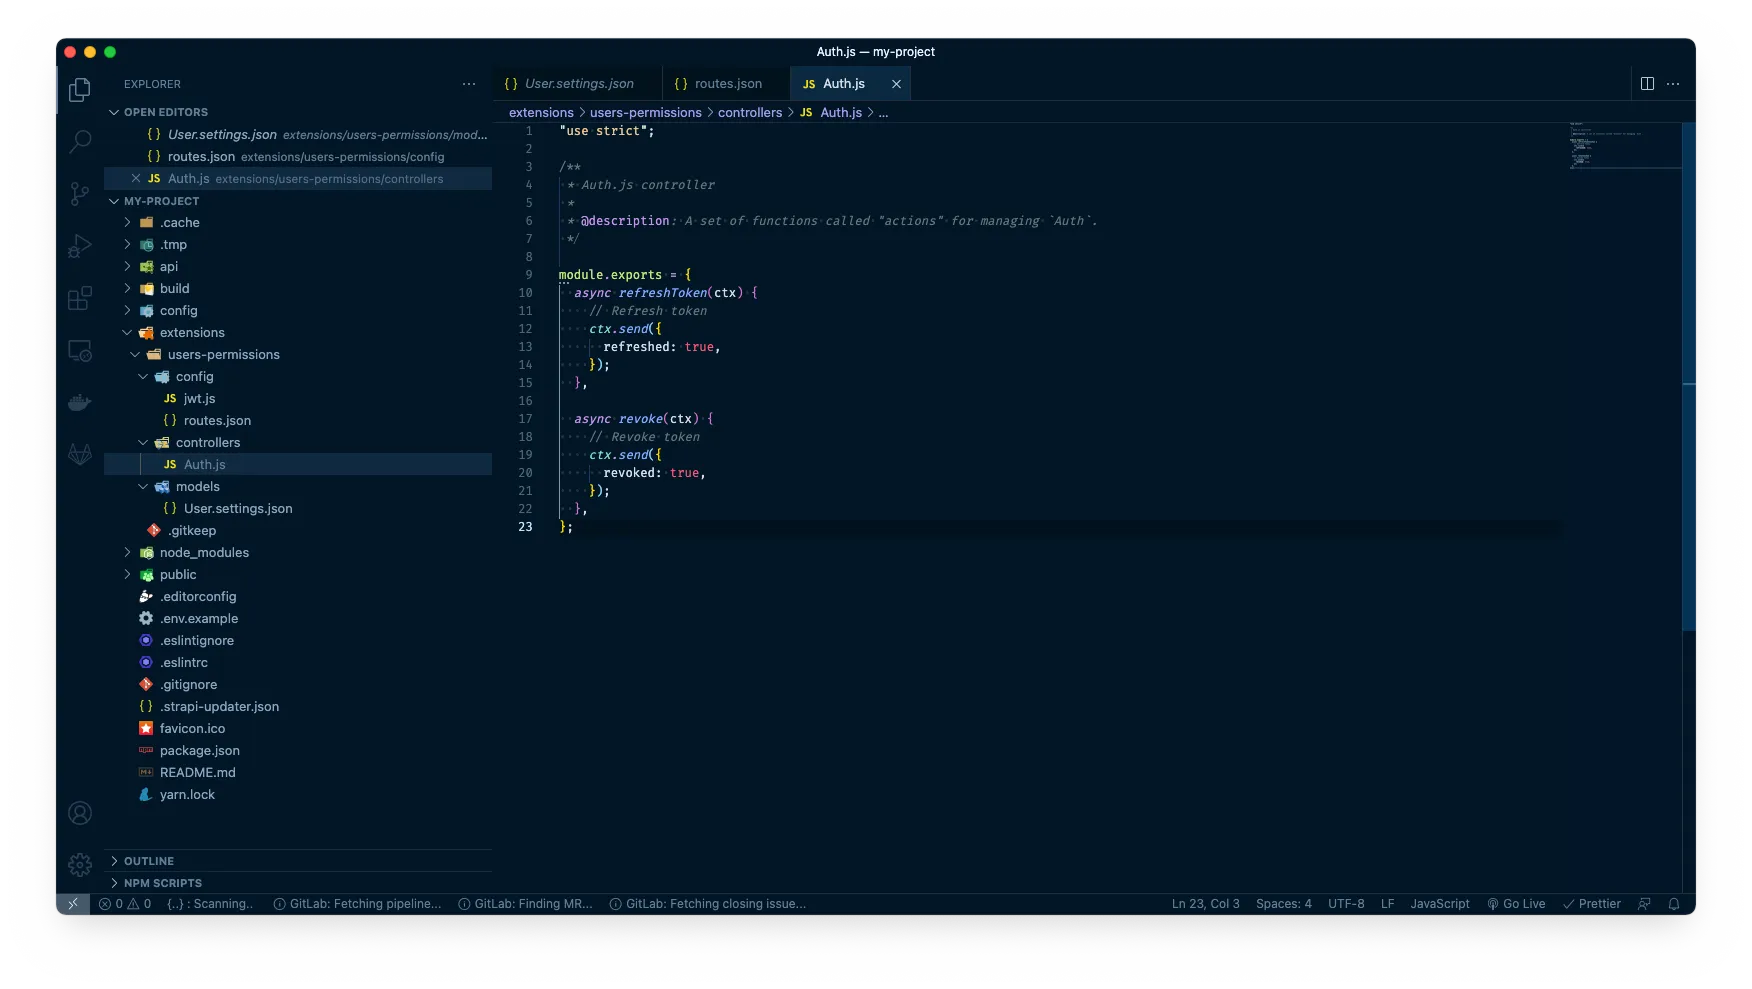 Auth.js — my-project
EXPLORER
OPEN EDITORS
{} User.settings.json extensions/users-permissions/mod...
{} routes.json extensions/users-permissions/config
JS Auth.js extensions/users-permissions/controllers
MY-PROJECT
.cache
.tmp
api
build
config
extensions
users-permissions
config
JS jwt.js
{} routes.json
controllers
JS Auth.js
models
{} User.settings.json
.gitkeep
node_modules
public
.editorconfig
.env.example
.eslintignore
.eslintrc
.gitignore
{} .strapi-updater.json
favicon.ico
package.json
README.md
yarn.lock
OUTLINE
NPM SCRIPTS
{} User.settings.json
{} routes.json
JS Auth.js
extensions > users-permissions > controllers > JS Auth.js > ...
1 "use strict";
2
3 /**
4 * Auth.js controller
5 *
6 * @description: A set of functions called "actions" for managing `Auth`.
7 */
8
9 module.exports = {
10 async refreshToken(ctx) {
11 // Refresh token
12 ctx.send({
13 refreshed: true,
14 });
15 },
16
17 async revoke(ctx) {
18 // Revoke token
19 ctx.send({
20 revoked: true,
21 });
22 },
23 };
0 0 {..} : Scanning.. GitLab: Fetching pipeline... GitLab: Finding MR... GitLab: Fetching closing issue... Ln 23, Col 3 Spaces: 4 UTF-8 LF JavaScript Go Live Prettier